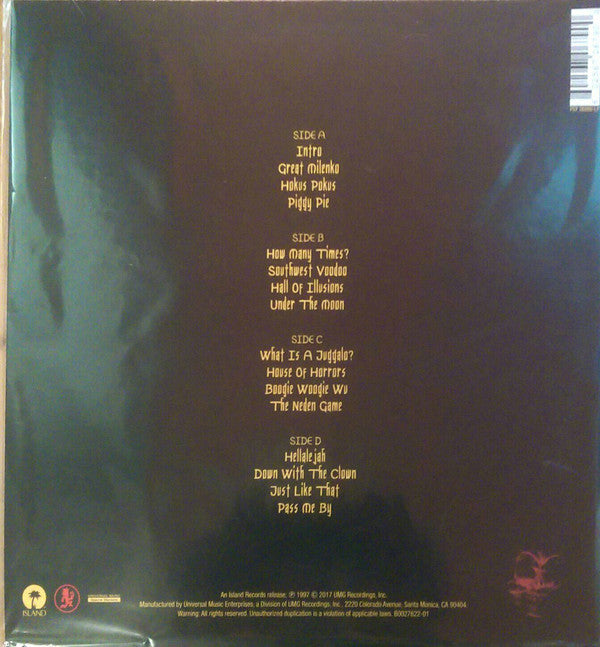 SIDE A
Intro
Great Milenko
Hokus Pokus
Piggy Pie
SIDE B
How Many Times?
Southwest Voodoo
Hall Of Illusions
Under The Moon
SIDE C
What Is A Juggalo?
House Of Horrors
Boogie Woogie Wu
The Neden Game
SIDE D
Hellalejah
Down With The Clown
Just Like That
Pass Me By
An Island Records release; ℗ 1997 © 2017 UMG Recordings, Inc.
Manufactured by Universal Music Enterprises, a Division of UMG Recordings, Inc., 2220 Colorado Avenue, Santa Monica, CA 90404
Warning: All rights reserved. Unauthorized duplication is a violation of applicable laws. B0027622-01
ISLAND